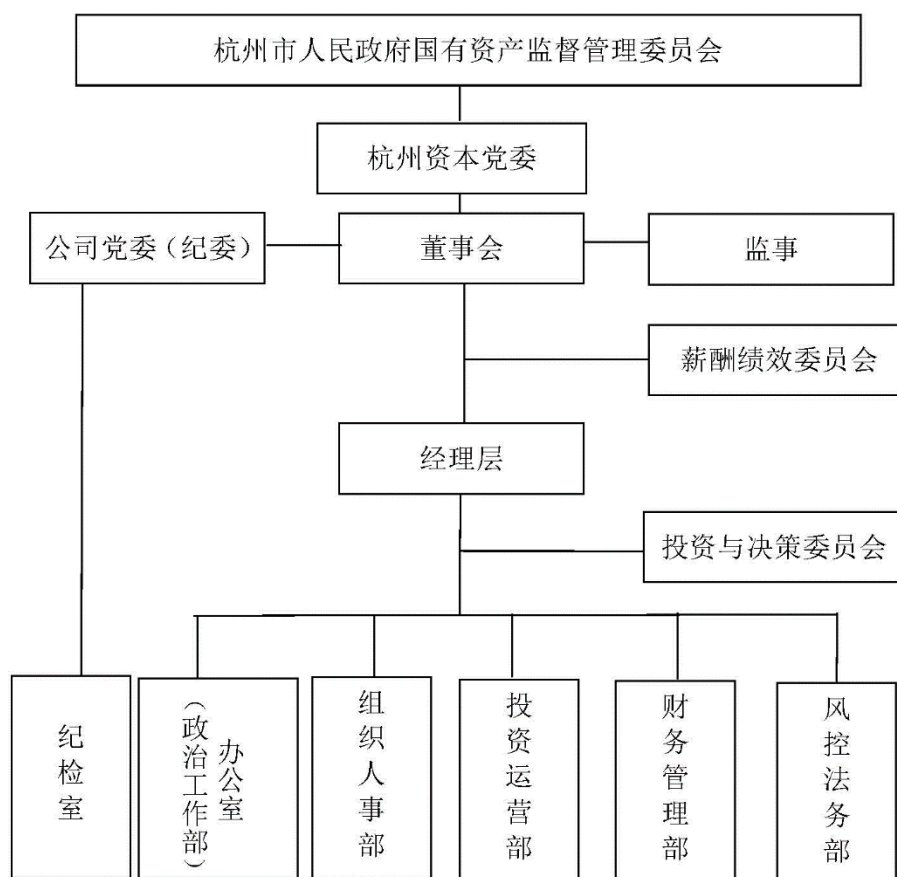 杭州市人民政府国有资产监督管理委员会
杭州资本党委
公司党委（纪委）
董事会
监事
薪酬绩效委员会
经理层
投资与决策委员会
纪检室
办公室
（政治工作部）
组织人事部
投资运营部
财务管理部
风控法务部